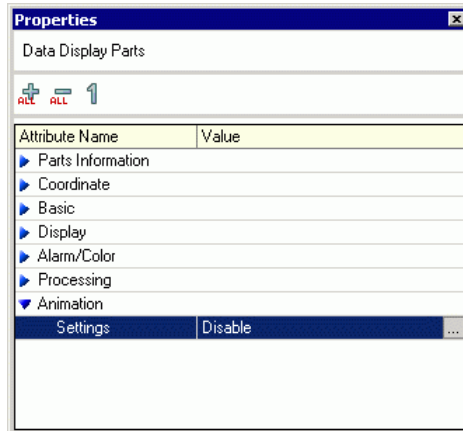 Properties
Data Display Parts
ALL ALL 1
Attribute Name Value
Parts Information
Coordinate
Basic
Display
Alarm/Color
Processing
Animation
Settings Disable ...